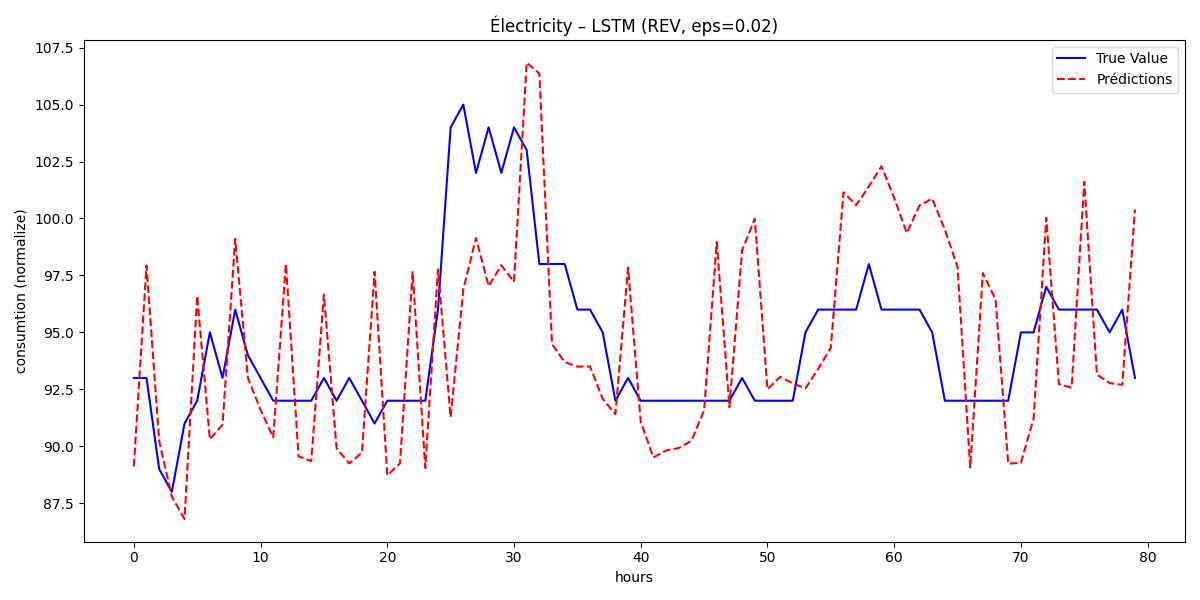 Électricity – LSTM (REV, eps=0.02)
True Value
Prédictions
consumtion (normalize)
107.5
105.0
102.5
100.0
97.5
95.0
92.5
90.0
87.5
0 10 20 30 40 50 60 70 80
hours